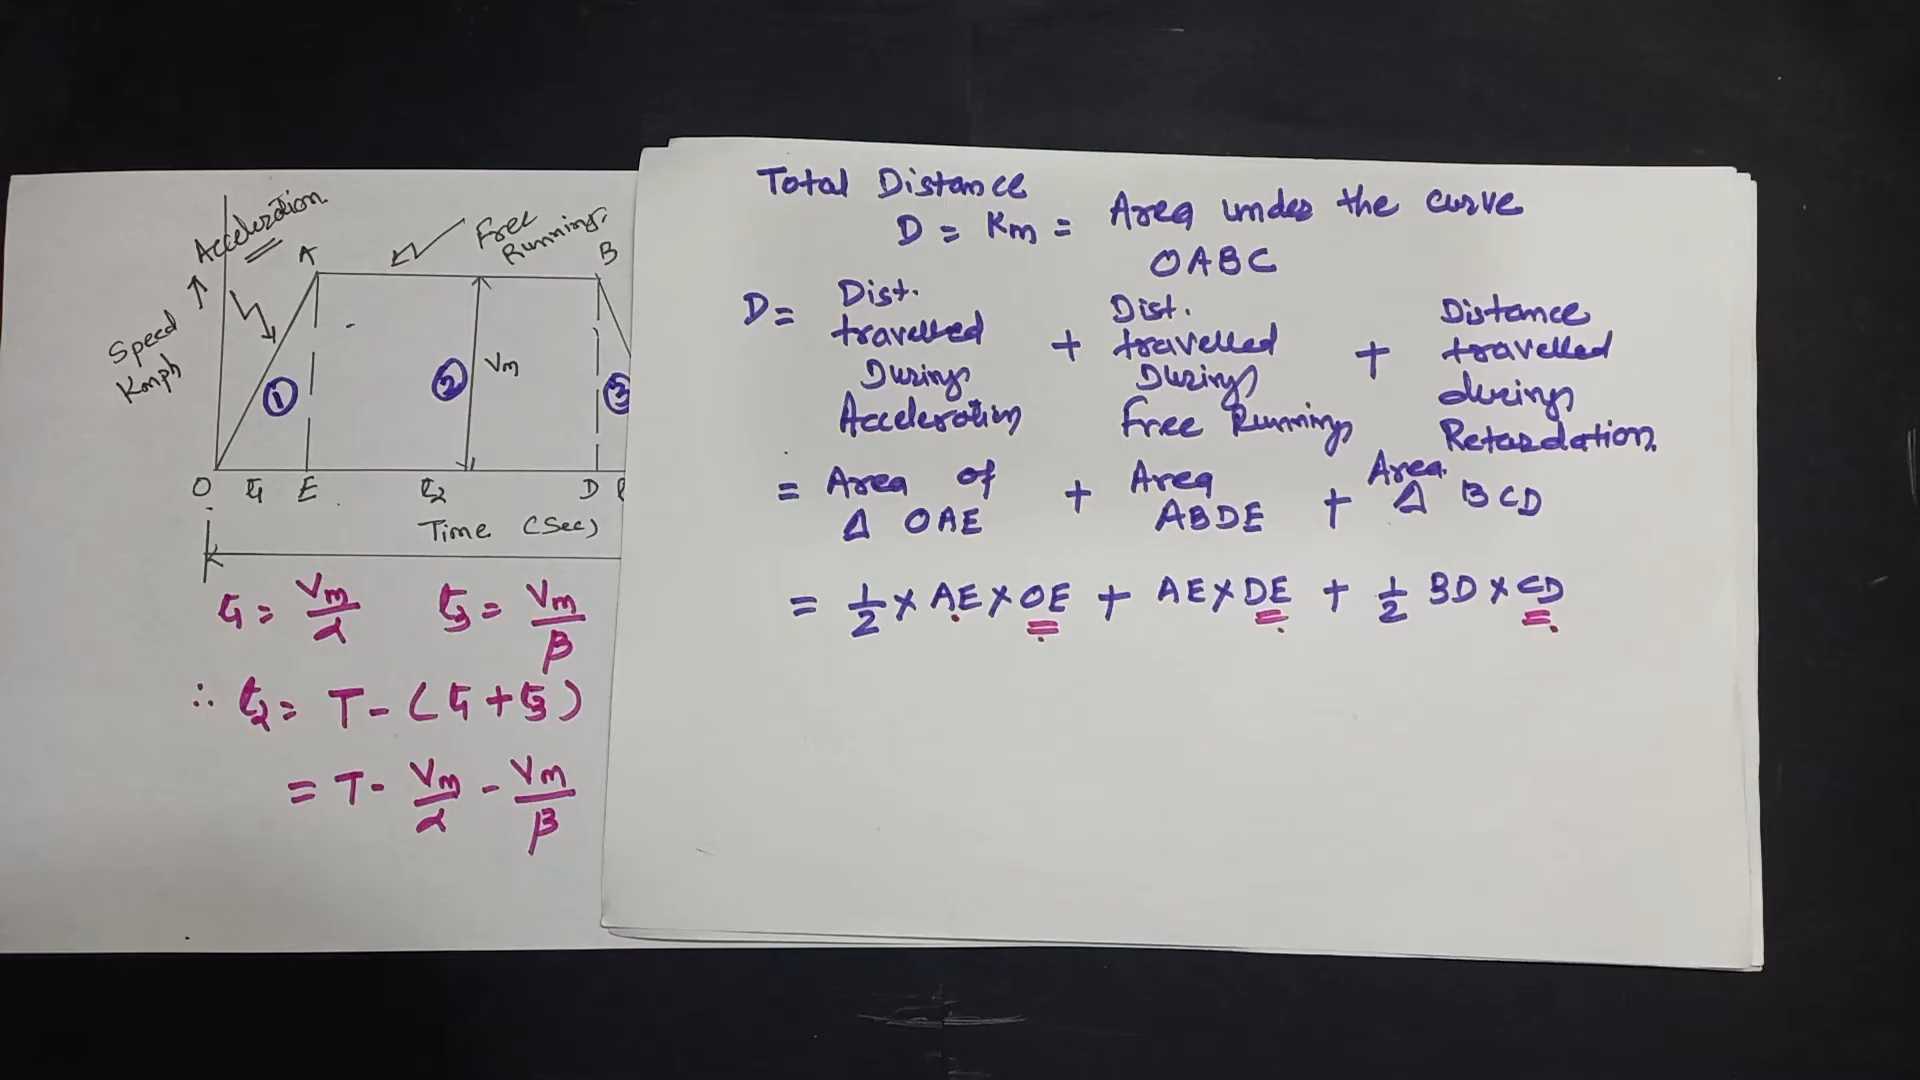 Acceleration
Free
Running.
A
B
Speed
Kmph
①
②
Vm
③
O t₁ E t₂ D
Time (Sec)
t₁ = Vm/α t₃ = Vm/β
∴ t₂ = T - (t₁ + t₃)
= T - Vm/α - Vm/β
Total Distance
D = Km = Area under the curve
OABC
D = Dist. travelled During Acceleration + Dist. travelled During Free Running + Distance travelled during Retardation.
= Area of Δ OAE + Area ABDE + Area. Δ BCD
= 1/2 × AE × OE + AE × DE + 1/2 BD × CD